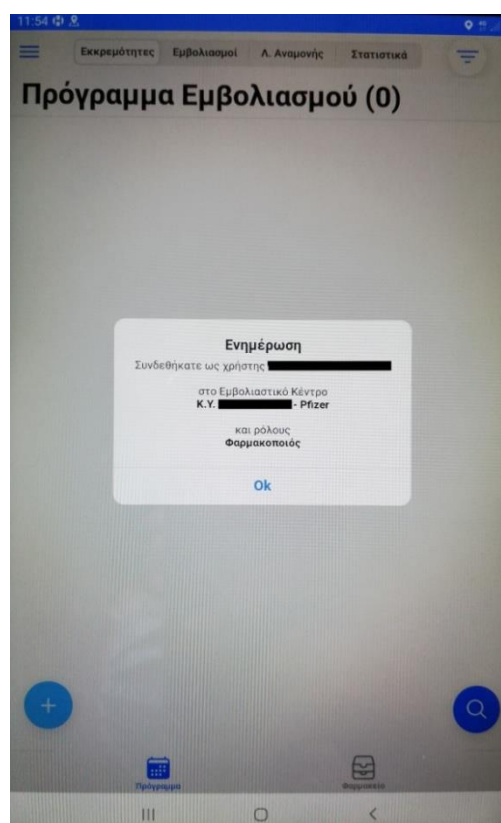 11:54
Εκκρεμότητες Εμβολιασμοί Λ. Αναμονής Στατιστικά
Πρόγραμμα Εμβολιασμού (0)
Ενημέρωση
Συνδεθήκατε ως χρήστης
στο Εμβολιαστικό Κέντρο
Κ.Υ. - Pfizer
και ρόλους
Φαρμακοποιός
Ok
Πρόγραμμα Φαρμακείο